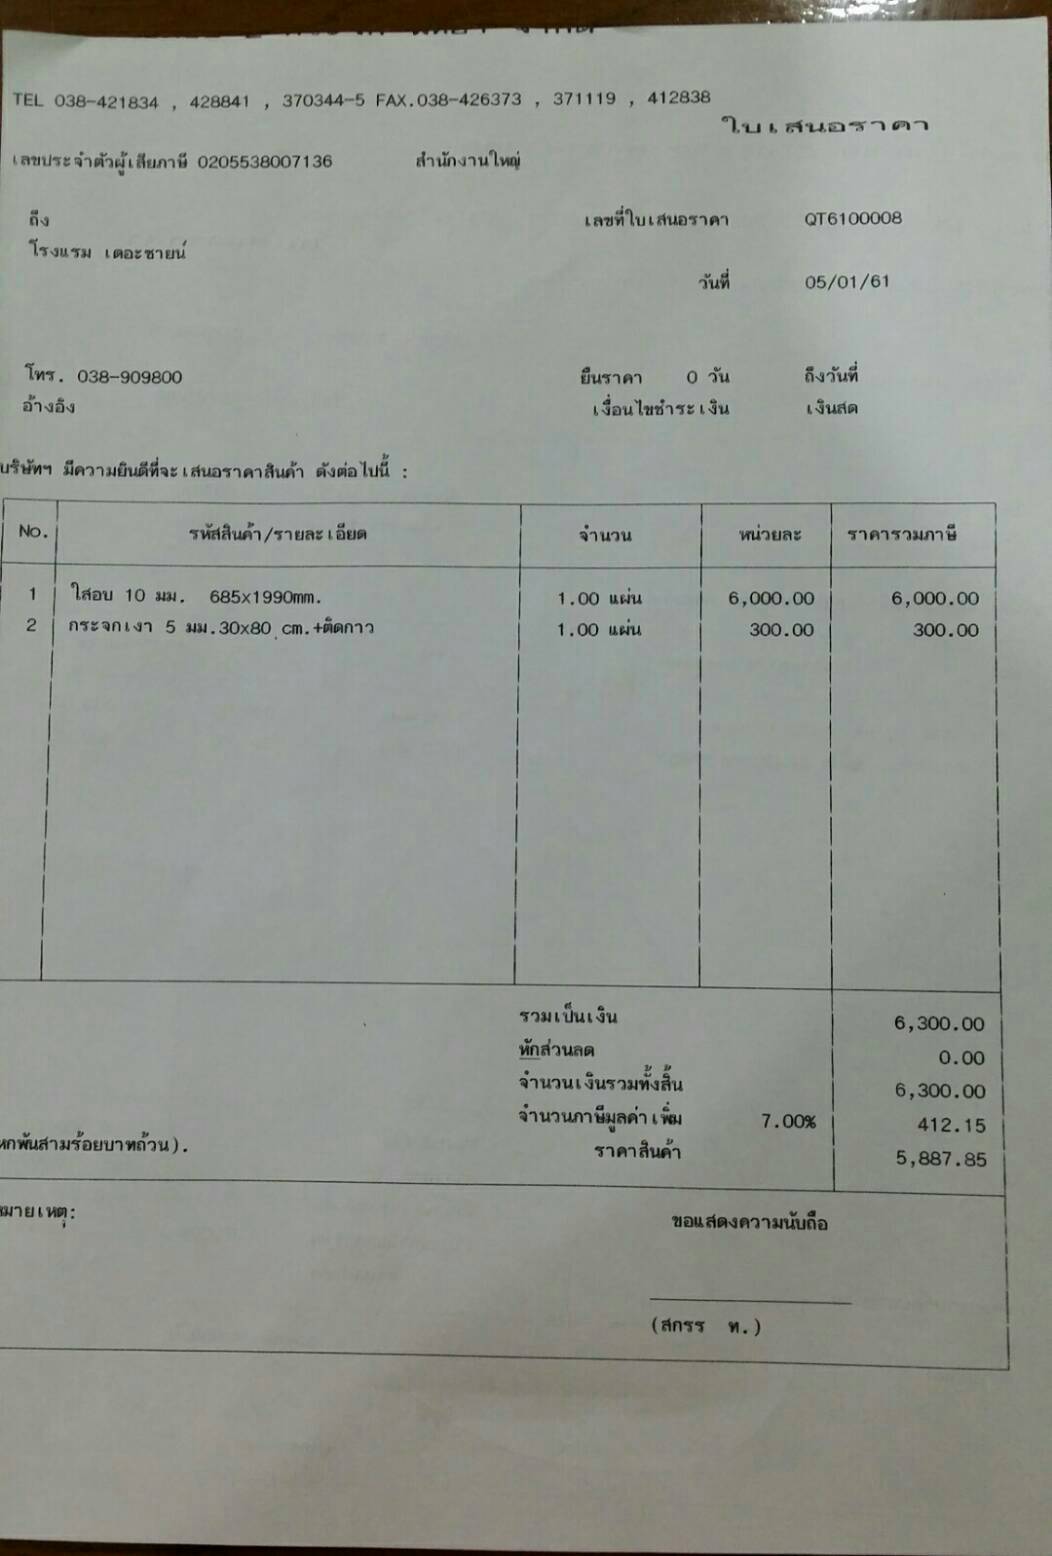 TEL 038-421834 , 428841 , 370344-5 FAX.038-426373 , 371119 , 412838
ใบเสนอราคา
เลขประจำตัวผู้เสียภาษี 0205538007136 สำนักงานใหญ่
ถึง เลขที่ใบเสนอราคา QT6100008
โรงแรม เดอะซายน์
วันที่ 05/01/61
โทร. 038-909800 ยืนราคา 0 วัน ถึงวันที่
อ้างอิง เงื่อนไขชำระเงิน เงินสด
บริษัทฯ มีความยินดีที่จะเสนอราคาสินค้า ดังต่อไปนี้ :
No. รหัสสินค้า/รายละเอียด จำนวน หน่วยละ ราคารวมภาษี
1 ใสอบ 10 มม. 685x1990mm. 1.00 แผ่น 6,000.00 6,000.00
2 กระจกเงา 5 มม.30x80 cm.+ติดกาว 1.00 แผ่น 300.00 300.00
รวมเป็นเงิน 6,300.00
หักส่วนลด 0.00
จำนวนเงินรวมทั้งสิ้น 6,300.00
จำนวนภาษีมูลค่าเพิ่ม 7.00% 412.15
หกพันสามร้อยบาทถ้วน).
ราคาสินค้า 5,887.85
หมายเหตุ: ขอแสดงความนับถือ
(สกรร ท.)